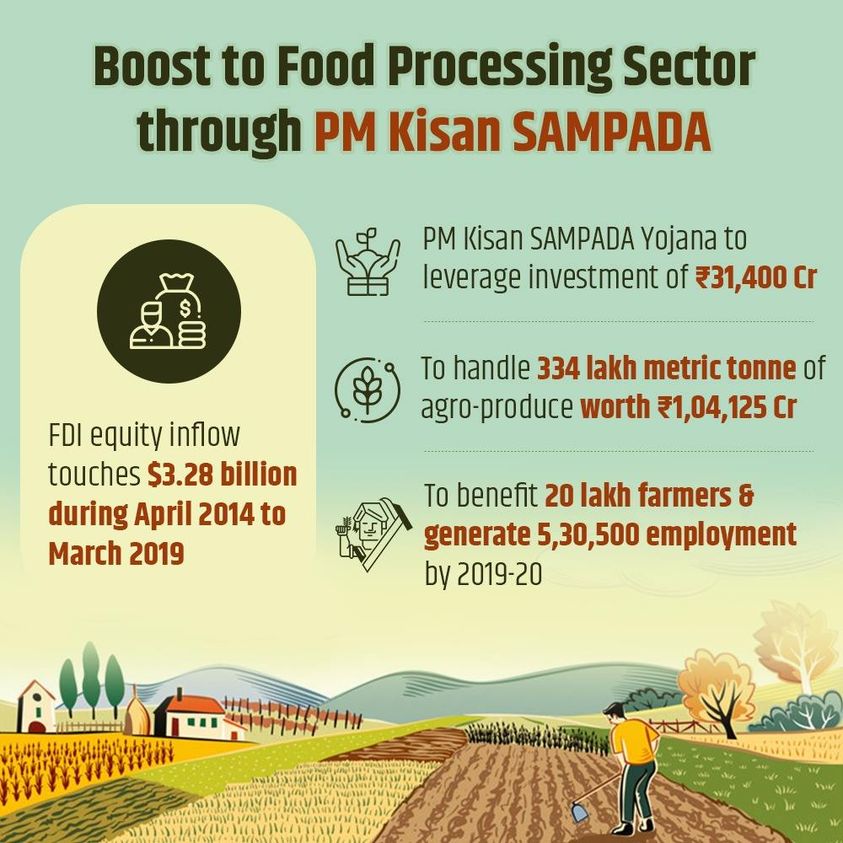 Boost to Food Processing Sector
through PM Kisan SAMPADA
FDI equity inflow
touches $3.28 billion
during April 2014 to
March 2019
PM Kisan SAMPADA Yojana to
leverage investment of ₹31,400 Cr
To handle 334 lakh metric tonne of
agro-produce worth ₹1,04,125 Cr
To benefit 20 lakh farmers &
generate 5,30,500 employment
by 2019-20